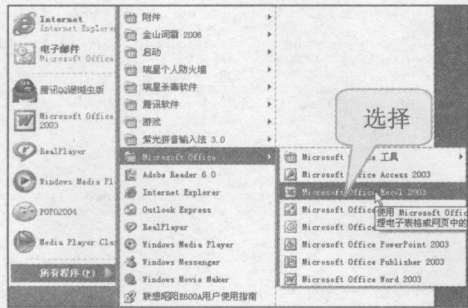 Internet
Internet Explorer
电子邮件
Microsoft Office
腾讯QQ珊瑚虫版
Microsoft Office
2003
RealPlayer
Windows Media Pl
POPO2004
Media Player Cla
所有程序(P)
附件
金山词霸 2006
启动
瑞星个人防火墙
瑞星杀毒软件
腾讯软件
游戏
紫光拼音输入法 3.0
Microsoft Office
Adobe Reader 6.0
Internet Explorer
Outlook Express
RealPlayer
Windows Media Player
Windows Messenger
Windows Movie Maker
联想昭阳E600A用户使用指南
选择
Microsoft Office 工具
Microsoft Office Access 2003
Microsoft Office Excel 2003
Microsoft Offic
Microsoft Offic
Microsoft Office PowerPoint 2003
Microsoft Office Publisher 2003
Microsoft Office Word 2003
使用 Microsoft Offic
理电子表格或网页中的